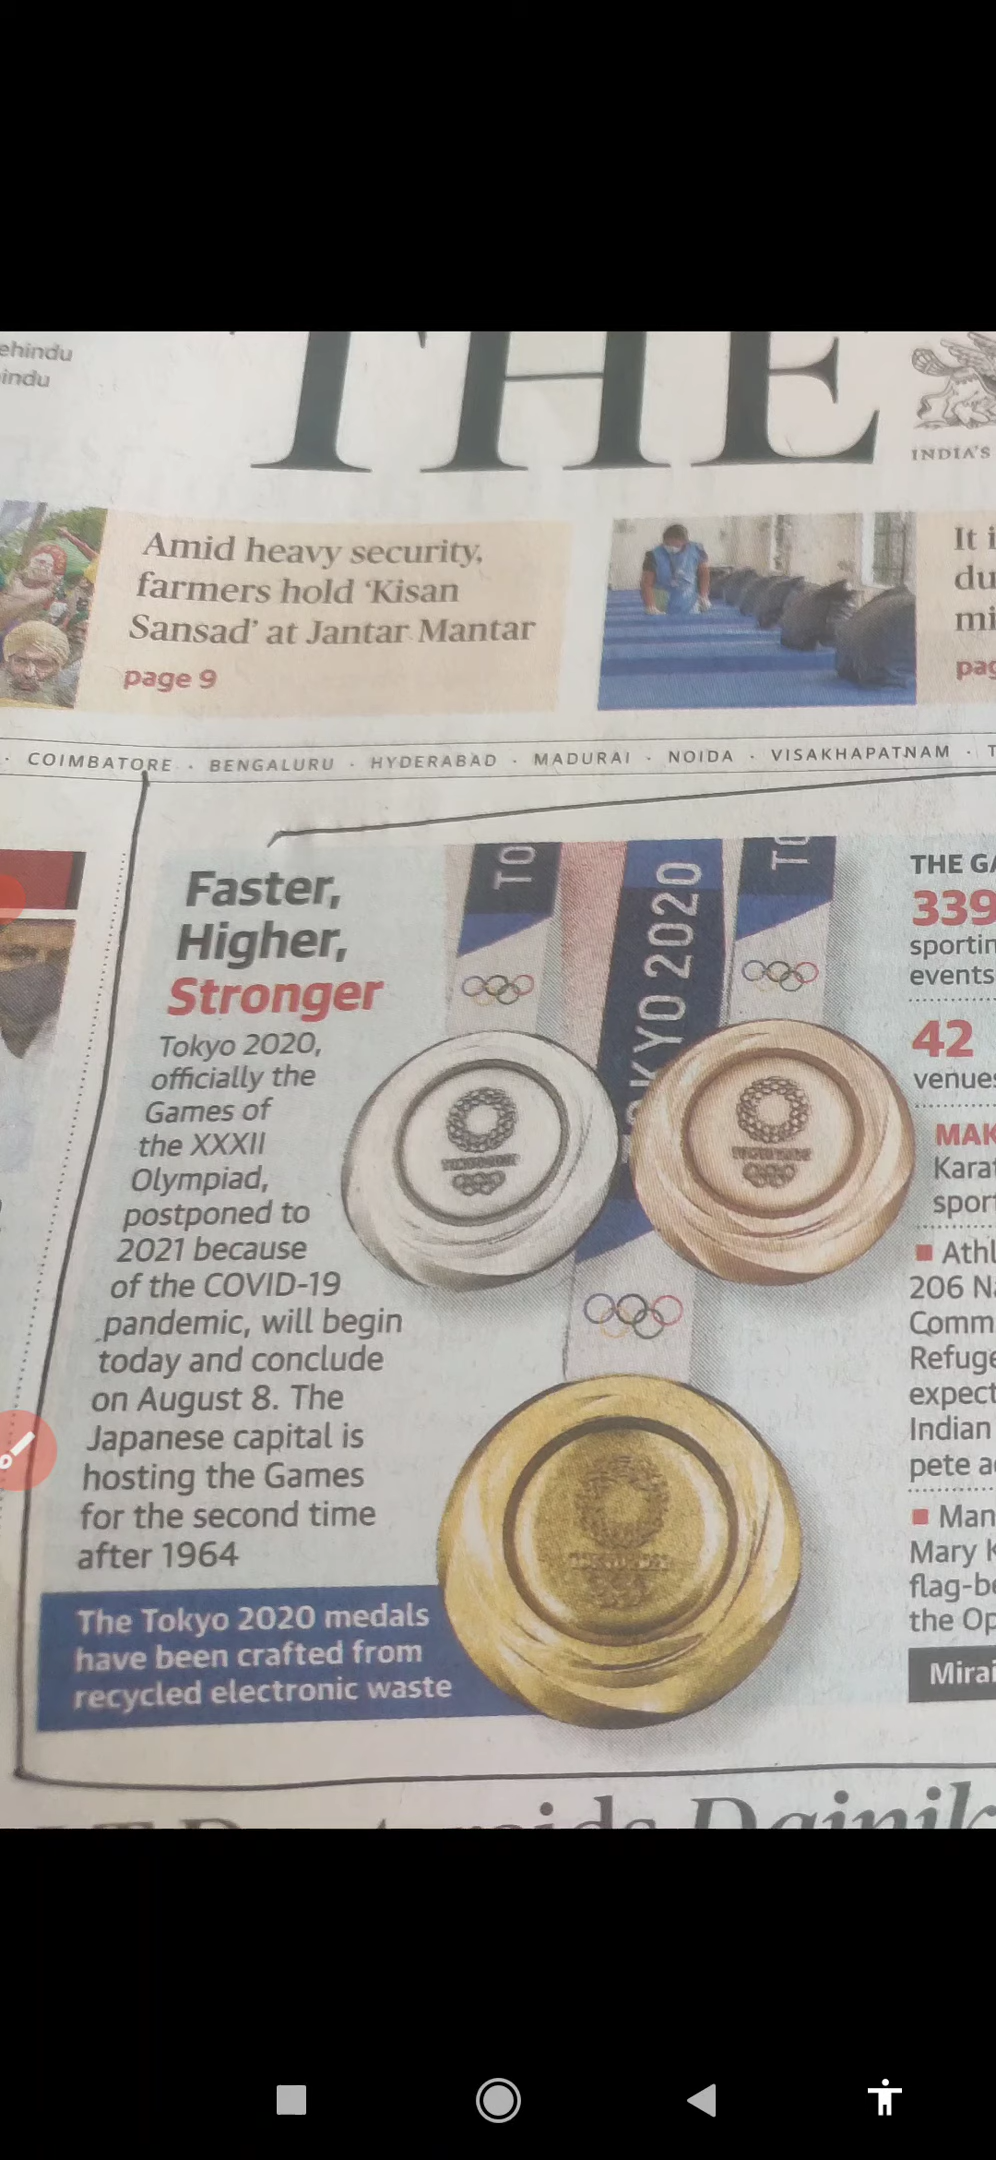 THE
INDIA'S
Amid heavy security,
farmers hold ‘Kisan
Sansad’ at Jantar Mantar
page 9
COIMBATORE · BENGALURU · HYDERABAD · MADURAI · NOIDA · VISAKHAPATNAM
Faster,
Higher,
Stronger
Tokyo 2020,
officially the
Games of
the XXXII
Olympiad,
postponed to
2021 because
of the COVID-19
pandemic, will begin
today and conclude
on August 8. The
Japanese capital is
hosting the Games
for the second time
after 1964
The Tokyo 2020 medals
have been crafted from
recycled electronic waste
TOKYO 2020
THE
339
events
42
206
the